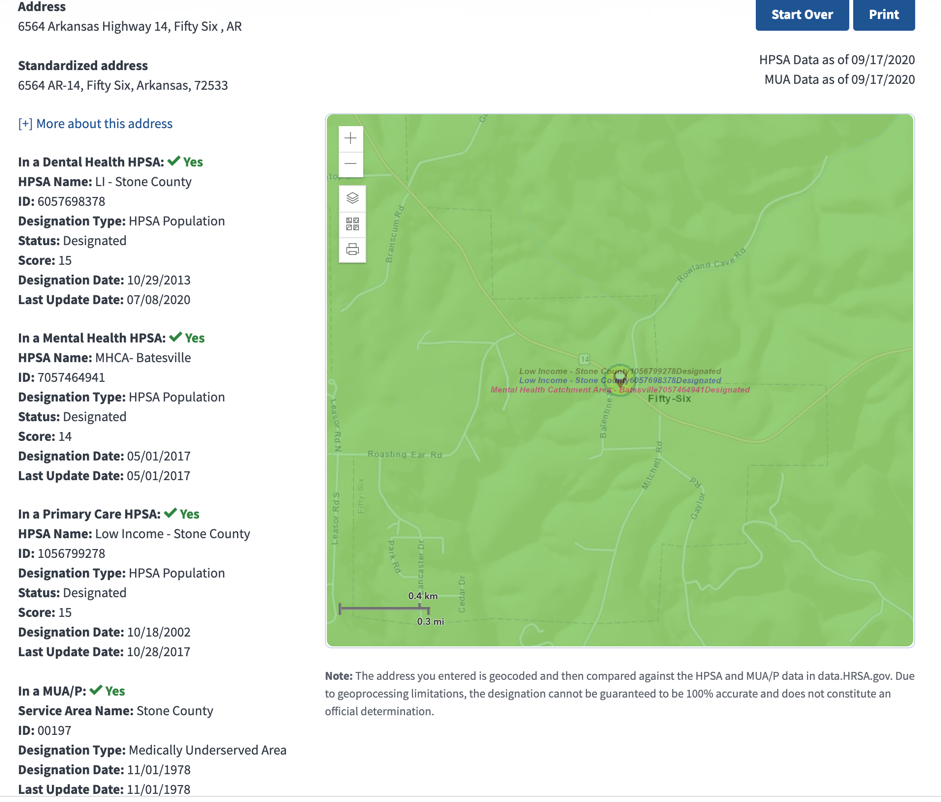 Address
6564 Arkansas Highway 14, Fifty Six , AR
Standardized address
6564 AR-14, Fifty Six, Arkansas, 72533
[+] More about this address
In a Dental Health HPSA: ✓ Yes
HPSA Name: LI - Stone County
ID: 6057698378
Designation Type: HPSA Population
Status: Designated
Score: 15
Designation Date: 10/29/2013
Last Update Date: 07/08/2020
In a Mental Health HPSA: ✓ Yes
HPSA Name: MHCA- Batesville
ID: 7057464941
Designation Type: HPSA Population
Status: Designated
Score: 14
Designation Date: 05/01/2017
Last Update Date: 05/01/2017
In a Primary Care HPSA: ✓ Yes
HPSA Name: Low Income - Stone County
ID: 1056799278
Designation Type: HPSA Population
Status: Designated
Score: 15
Designation Date: 10/18/2002
Last Update Date: 10/28/2017
In a MUA/P: ✓ Yes
Service Area Name: Stone County
ID: 00197
Designation Type: Medically Underserved Area
Designation Date: 11/01/1978
Last Update Date: 11/01/1978
Start Over
Print
HPSA Data as of 09/17/2020
MUA Data as of 09/17/2020
+
−
Branscum Rd
Rowland Cave Rd
14
Low Income - Stone County1056799278Designated
Low Income - Stone County6057698378Designated
Mental Health Catchment Area - Batesville7057464941Designated
Fifty-Six
Balentine
Leasor Rd N
Roasting Ear Rd
Mitchell Rd
Gaylor Rd
Fifty Six
Leasor Rd S
Park Rd
Lancaster Dr
Cedar Dr
0.4 km
0.3 mi
Note: The address you entered is geocoded and then compared against the HPSA and MUA/P data in data.HRSA.gov. Due
to geoprocessing limitations, the designation cannot be guaranteed to be 100% accurate and does not constitute an
official determination.